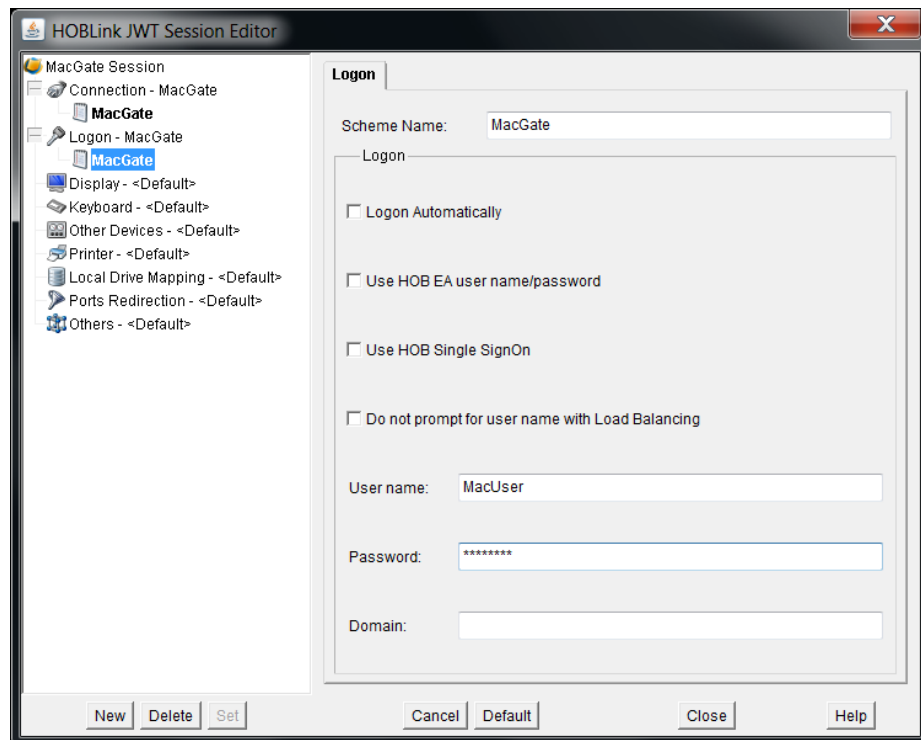 HOBLink JWT Session Editor
MacGate Session
Connection - MacGate
MacGate
Logon - MacGate
MacGate
Display - <Default>
Keyboard - <Default>
Other Devices - <Default>
Printer - <Default>
Local Drive Mapping - <Default>
Ports Redirection - <Default>
Others - <Default>
New Delete Set
Logon
Scheme Name: MacGate
Logon
Logon Automatically
Use HOB EA user name/password
Use HOB Single SignOn
Do not prompt for user name with Load Balancing
User name: MacUser
Password: ********
Domain:
Cancel Default Close Help